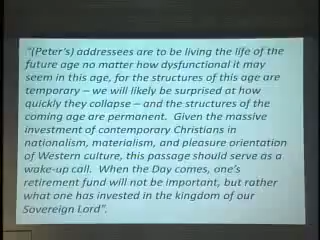 "(Peter's) addressees are to be living the life of the
future age no matter how dysfunctional it may
seem in this age, for the structures of this age are
temporary – we will likely be surprised at how
quickly they collapse – and the structures of the
coming age are permanent.  Given the massive
investment of contemporary Christians in
nationalism, materialism, and pleasure orientation
of Western culture, this passage should serve as a
wake-up call.  When the Day comes, one's
retirement fund will not be important, but rather
what one has invested in the kingdom of our
Sovereign Lord".